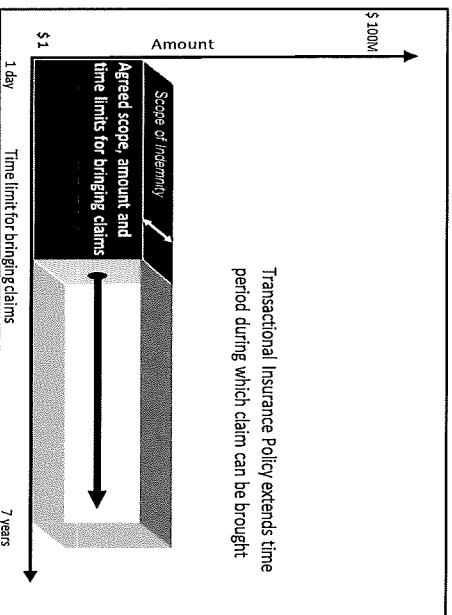 Transactional Insurance Policy extends time
period during which claim can be brought
$ 100M
Amount
$1
Scope of Indemnity
Agreed scope, amount and
time limits for bringing claims
1 day
Time limit for bringing claims
7 years